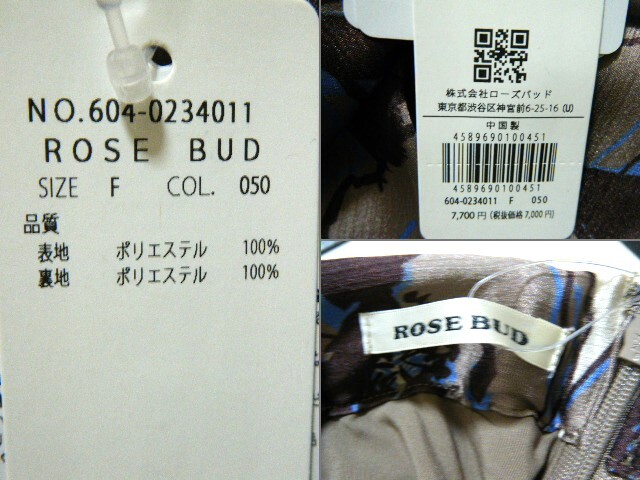 NO.604-0234011
ROSE BUD
SIZE F COL. 050
品質
表地 ポリエステル 100%
裏地 ポリエステル 100%
株式会社ローズバッド
東京都渋谷区神宮前6-25-16 (U)
中国製
4589690100451
4589690100451
604-0234011 F 050
7,700円 (税抜価格 7,000円)
ROSE BUD